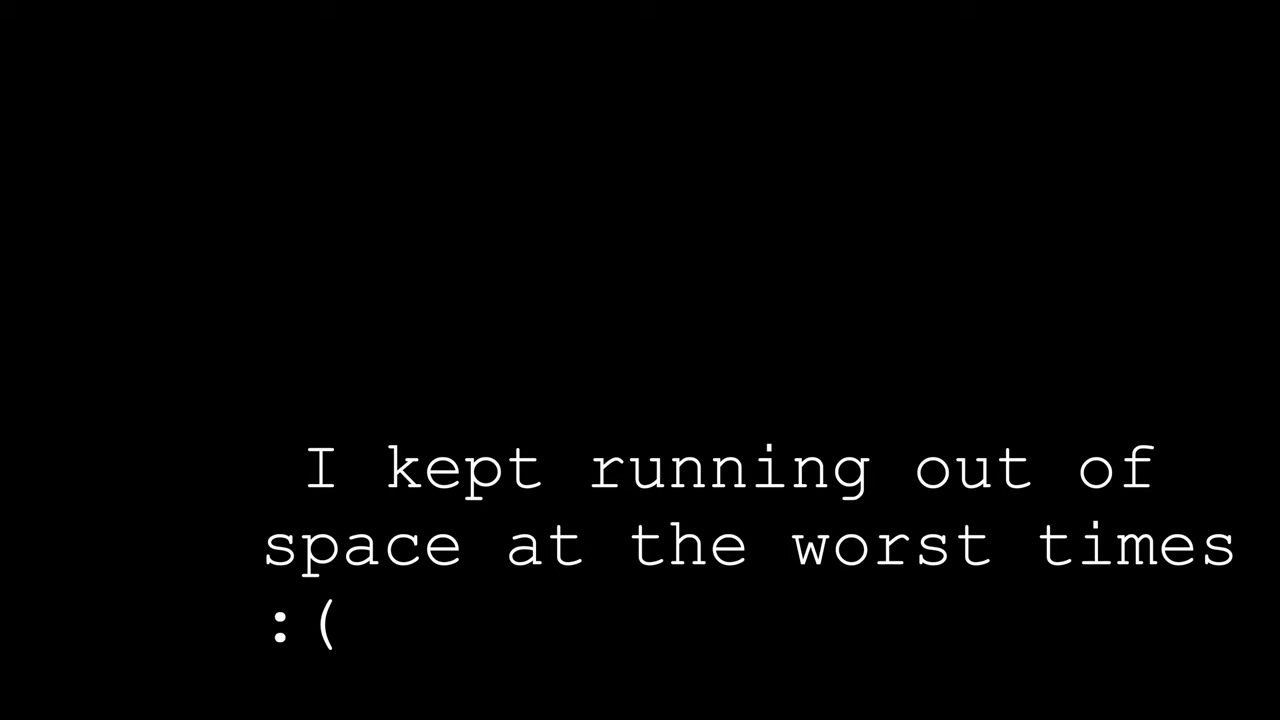 I kept running out of
space at the worst times
:(